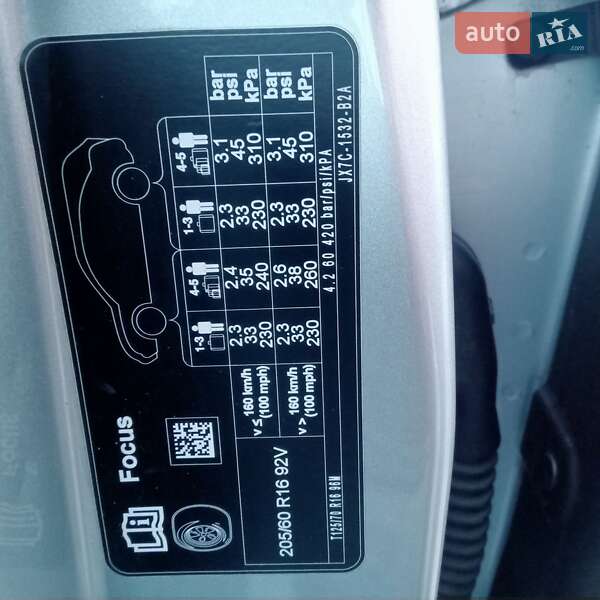 auto RIA.com
Focus
1-3 4-5 1-3 4-5
2.3 2.4 2.3 3.1 bar
v ≤ 160 km/h 33 35 33 45 psi
(100 mph) 230 240 230 310 kPa
2.3 2.6 2.3 3.1 bar
v > 160 km/h 33 38 33 45 psi
(100 mph) 230 260 230 310 kPa
205/60 R16 92V
T125/70 R16 96M 4.2 60 420 bar/psi/kPA
JX7C-1532-B2A